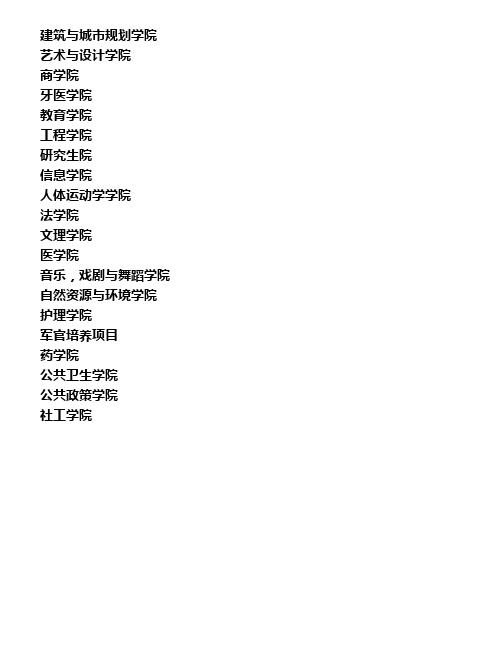 建筑与城市规划学院
艺术与设计学院
商学院
牙医学院
教育学院
工程学院
研究生院
信息学院
人体运动学学院
法学院
文理学院
医学院
音乐，戏剧与舞蹈学院
自然资源与环境学院
护理学院
军官培养项目
药学院
公共卫生学院
公共政策学院
社工学院